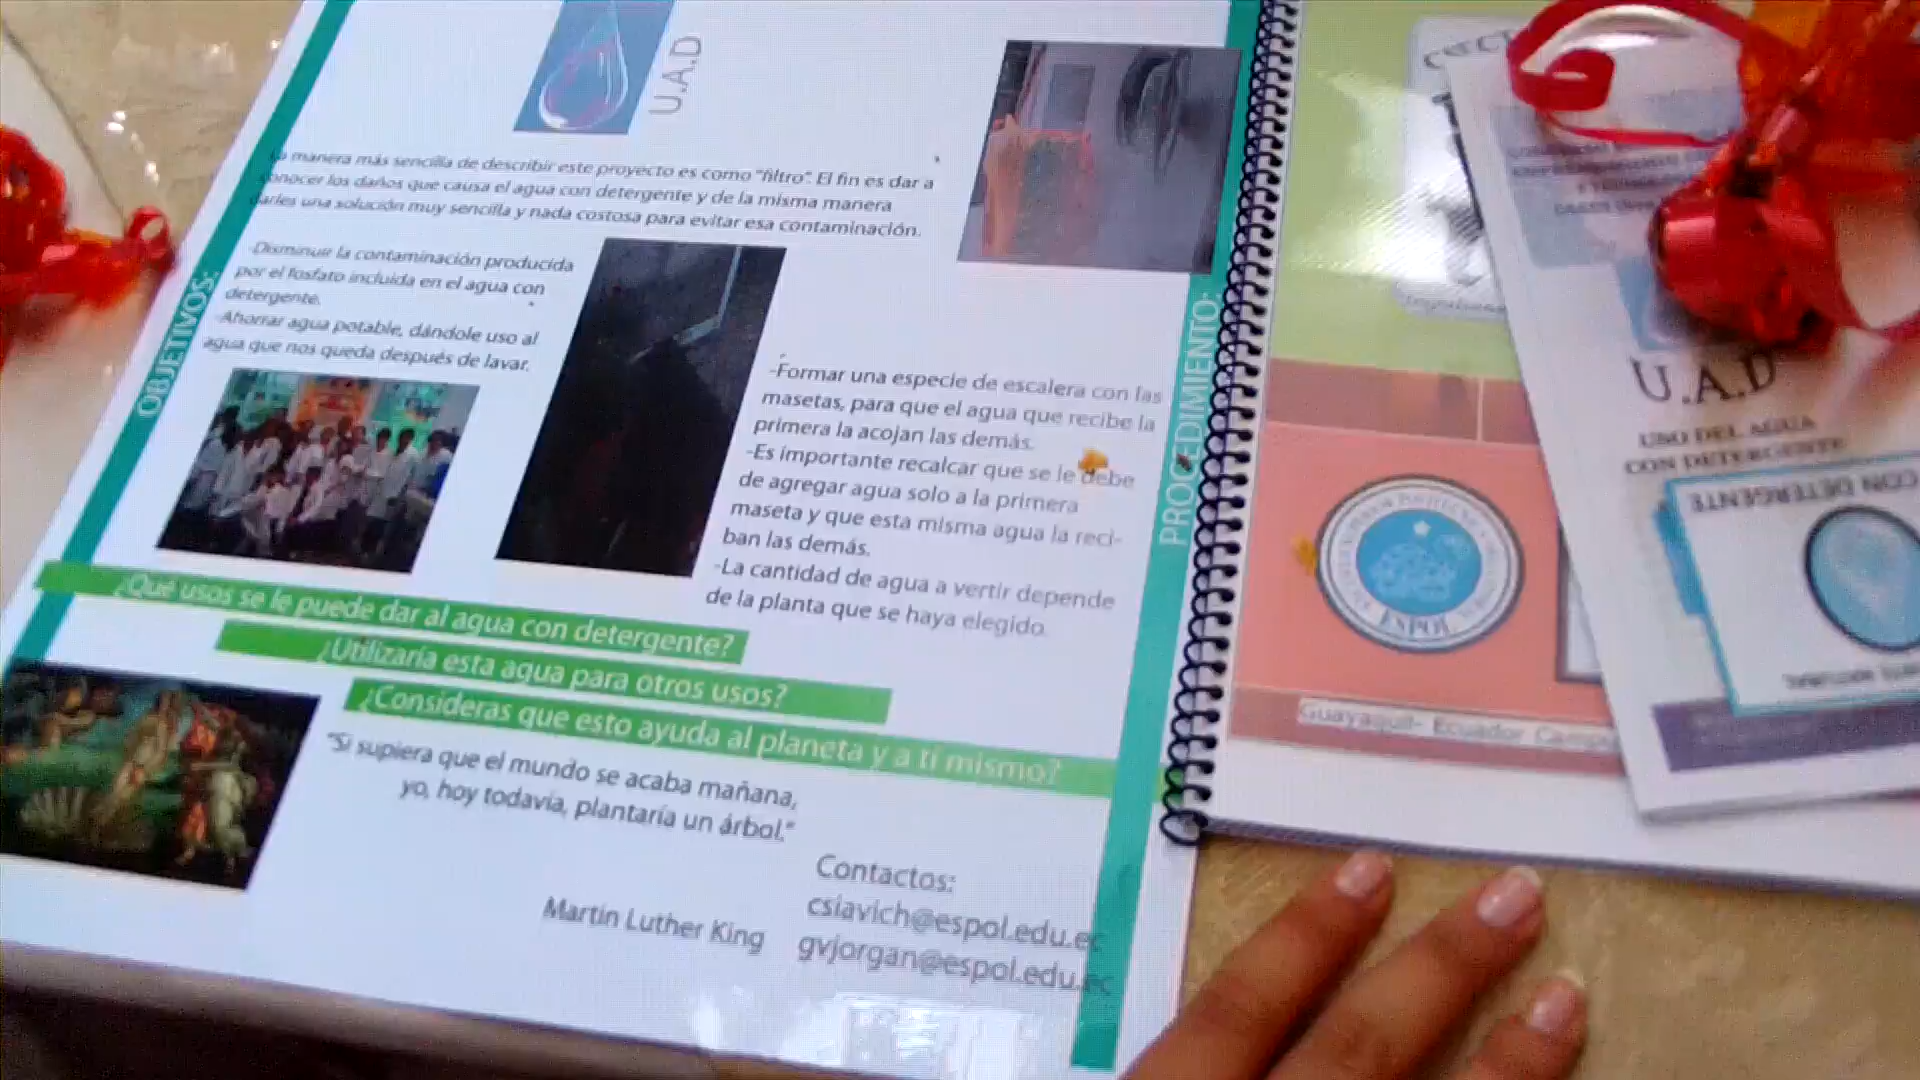 U.A.D
La manera más sencilla de describir este proyecto es como "filtro". El fin es dar a
conocer los daños que causa el agua con detergente y de la misma manera
darles una solución muy sencilla y nada costosa para evitar esa contaminación.
OBJETIVOS:
-Disminuir la contaminación producida
por el fosfato incluida en el agua con
detergente.
-Ahorrar agua potable, dándole uso al
agua que nos queda después de lavar.
PROCEDIMIENTO:
-Formar una especie de escalera con las
masetas, para que el agua que recibe la
primera la acojan las demás.
-Es importante recalcar que se le debe
de agregar agua solo a la primera
maseta y que esta misma agua la reci-
ban las demás.
-La cantidad de agua a vertir depende
de la planta que se haya elegido.
¿Qué usos se le puede dar al agua con detergente?
¿Utilizaría esta agua para otros usos?
¿Consideras que esto ayuda al planeta y a ti mismo?
"Si supiera que el mundo se acaba mañana,
yo, hoy todavía, plantaría un árbol."
Martin Luther King
Contactos:
csiavich@espol.edu.ec
gvjorgan@espol.edu.ec
ESPOL
Guayaquil- Ecuador
U.A.D
USO DEL AGUA
CON DETERGENTE
CON DETERGENTE